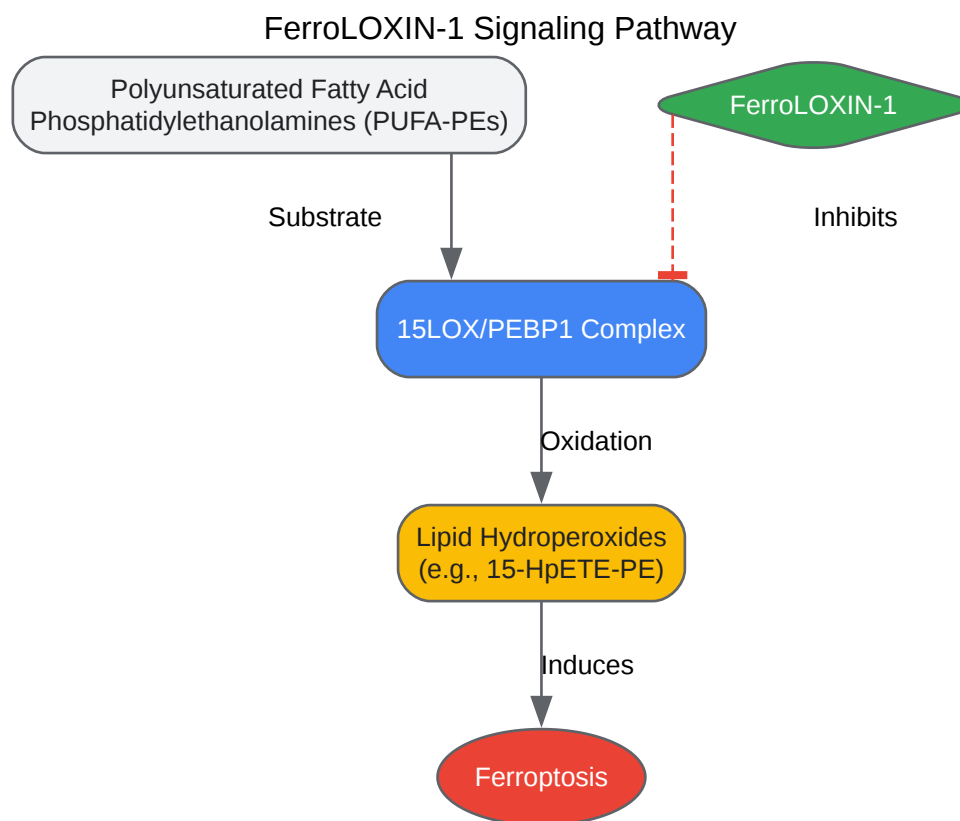 FerroLOXIN-1 Signaling Pathway
Polyunsaturated Fatty Acid
Phosphatidylethanolamines (PUFA-PEs)
FerroLOXIN-1
Substrate
Inhibits
15LOX/PEBP1 Complex
Oxidation
Lipid Hydroperoxides
(e.g., 15-HpETE-PE)
Induces
Ferroptosis